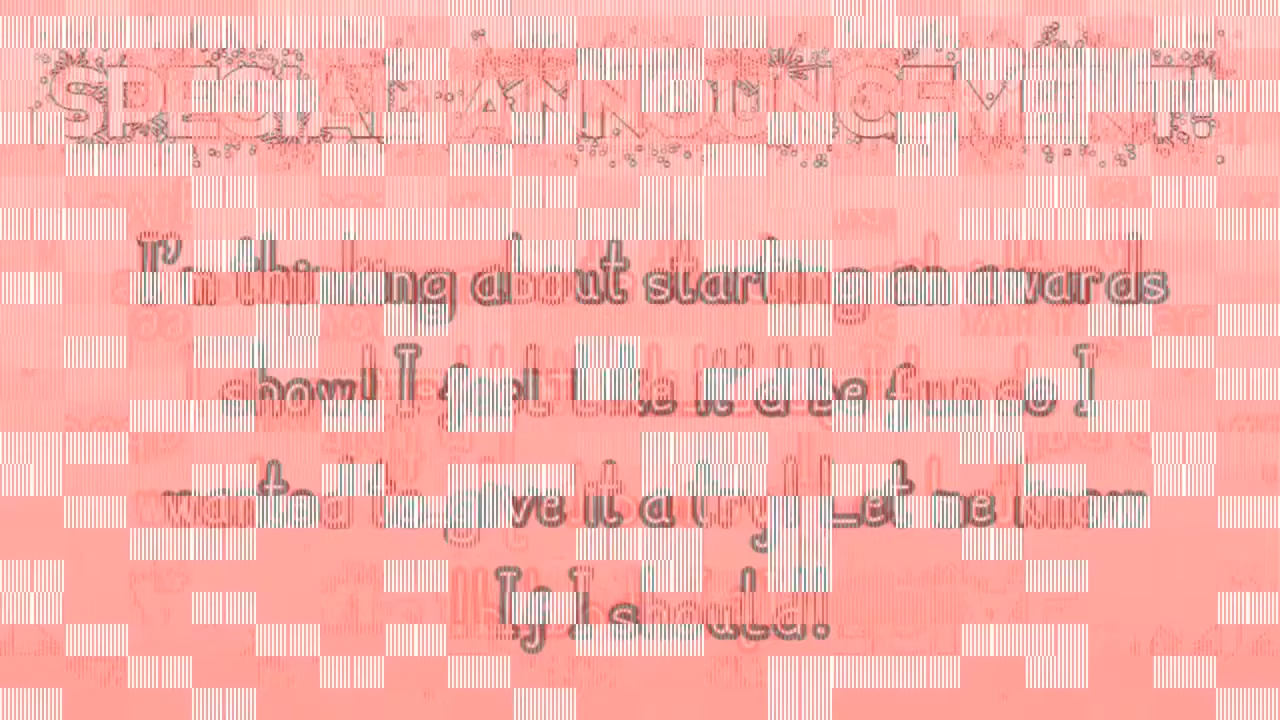 SPECIAL ANNOUNCEMENT!
I'm thinking about starting an awards
show! I feel like it'd be fun so I
wanted to give it a try! Let me know
If I should!